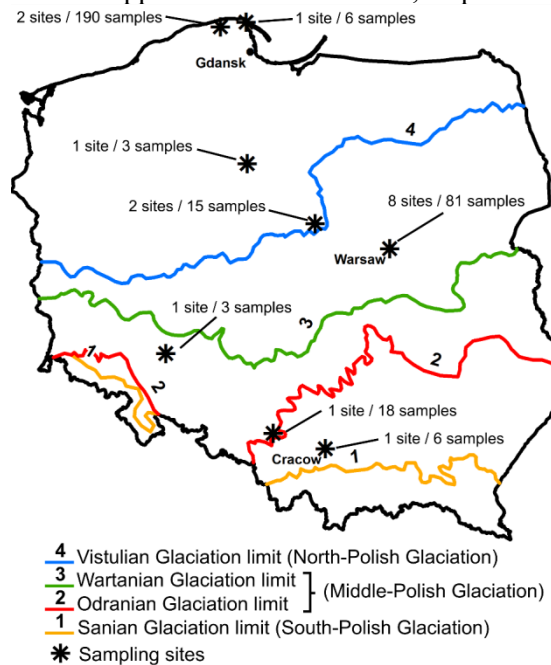 2 sites / 190 samples
1 site / 6 samples
Gdansk
4
1 site / 3 samples
2 sites / 15 samples
8 sites / 81 samples
Warsaw
1 site / 3 samples
3
1
2
2
1 site / 18 samples
1 site / 6 samples
Cracow
1
4 Vistulian Glaciation limit (North-Polish Glaciation)
3 Wartanian Glaciation limit
2 Odranian Glaciation limit
(Middle-Polish Glaciation)
1 Sanian Glaciation limit (South-Polish Glaciation)
Sampling sites